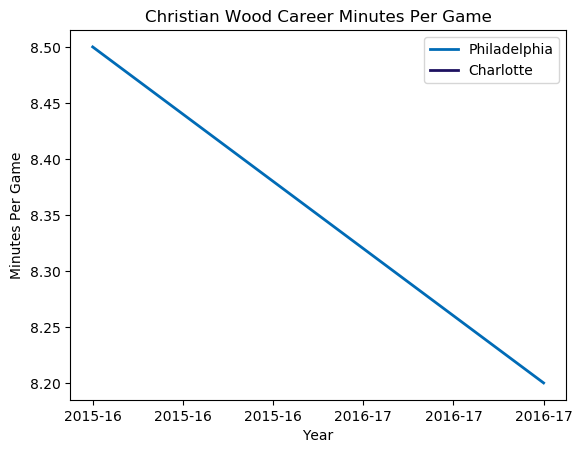 Christian Wood Career Minutes Per Game
Philadelphia
Charlotte
8.50
8.45
8.40
8.35
8.30
8.25
8.20
Minutes Per Game
2015-16 2015-16 2015-16 2016-17 2016-17 2016-17
Year